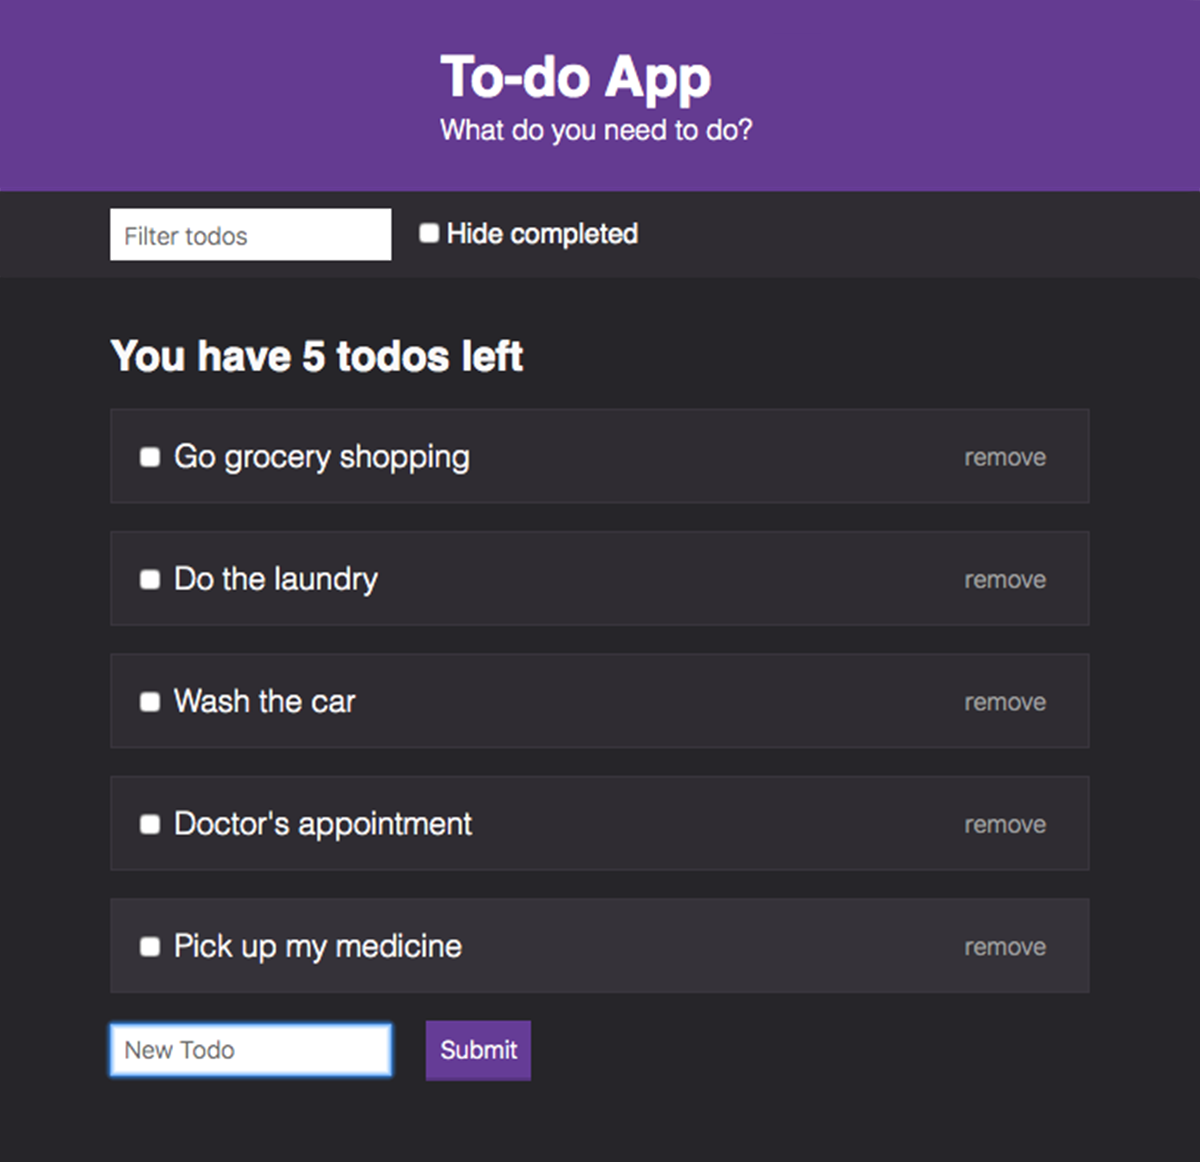 To-do App
What do you need to do?
Filter todos
Hide completed
You have 5 todos left
Go grocery shopping remove
Do the laundry remove
Wash the car remove
Doctor's appointment remove
Pick up my medicine remove
New Todo Submit